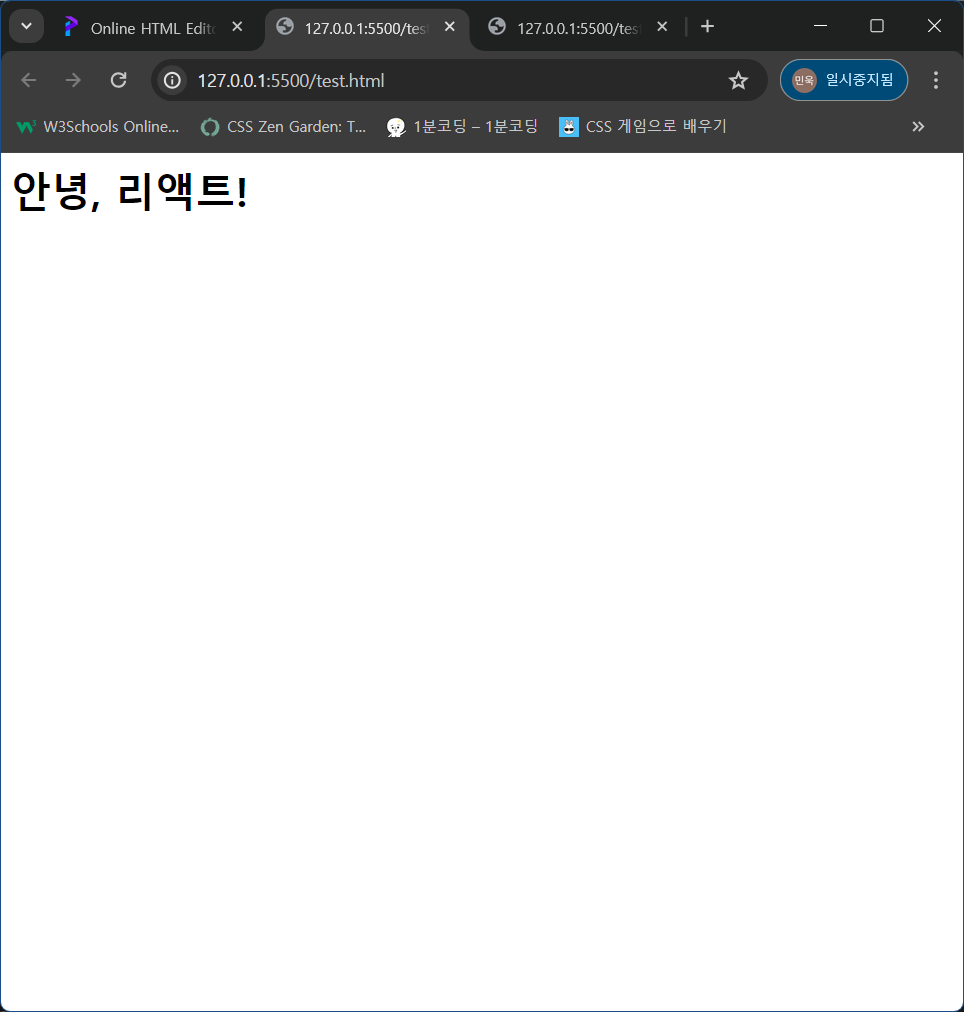 Online HTML Edit
127.0.0.1:5500/tes
127.0.0.1:5500/tes
127.0.0.1:5500/test.html
민욱
일시중지됨
W3Schools Online...
CSS Zen Garden: T...
1분코딩 – 1분코딩
CSS 게임으로 배우기
안녕, 리액트!